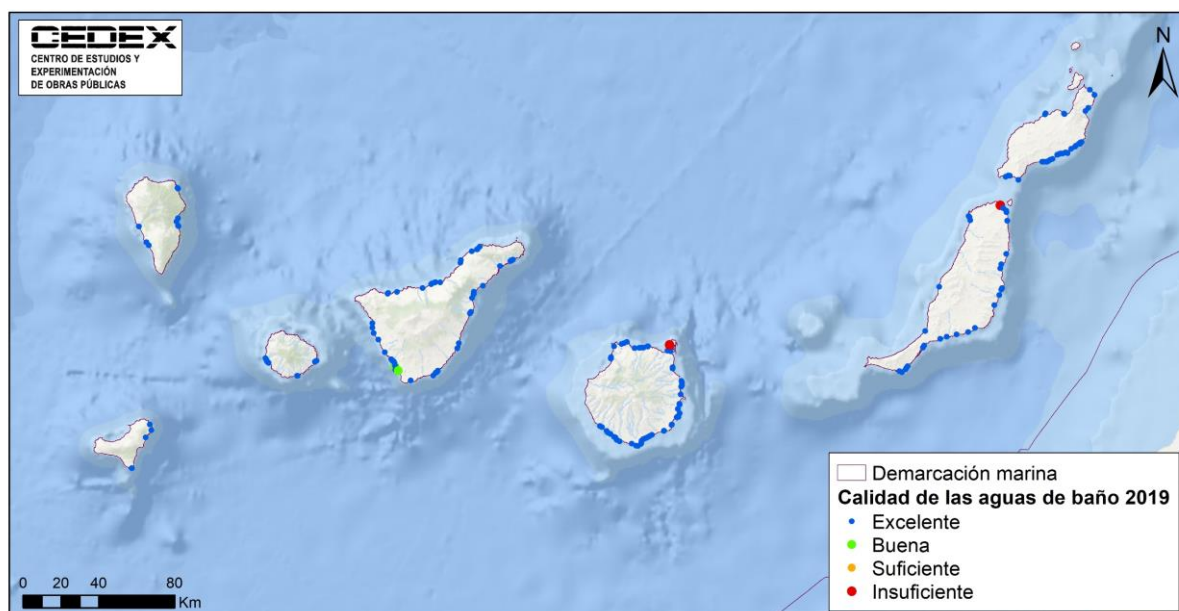 CEDEX
CENTRO DE ESTUDIOS Y
EXPERIMENTACIÓN
DE OBRAS PÚBLICAS
N
Demarcación marina
Calidad de las aguas de baño 2019
Excelente
Buena
Suficiente
Insuficiente
0 20 40 80
Km